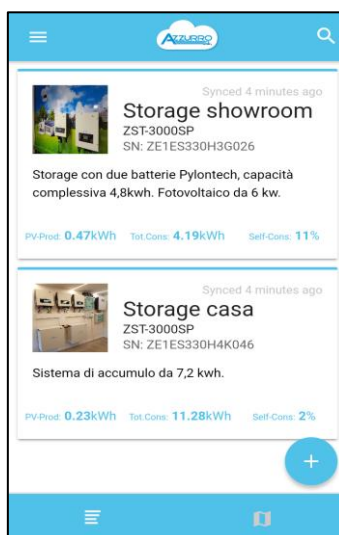 AZZURRO
Synced 4 minutes ago
Storage showroom
ZST-3000SP
SN: ZE1ES330H3G026
Storage con due batterie Pylontech, capacità
complessiva 4,8kwh. Fotovoltaico da 6 kw.
PV-Prod: 0.47kWh Tot.Cons: 4.19kWh Self-Cons: 11%
Synced 4 minutes ago
Storage casa
ZST-3000SP
SN: ZE1ES330H4K046
Sistema di accumulo da 7,2 kwh.
PV-Prod: 0.23kWh Tot.Cons: 11.28kWh Self-Cons: 2%